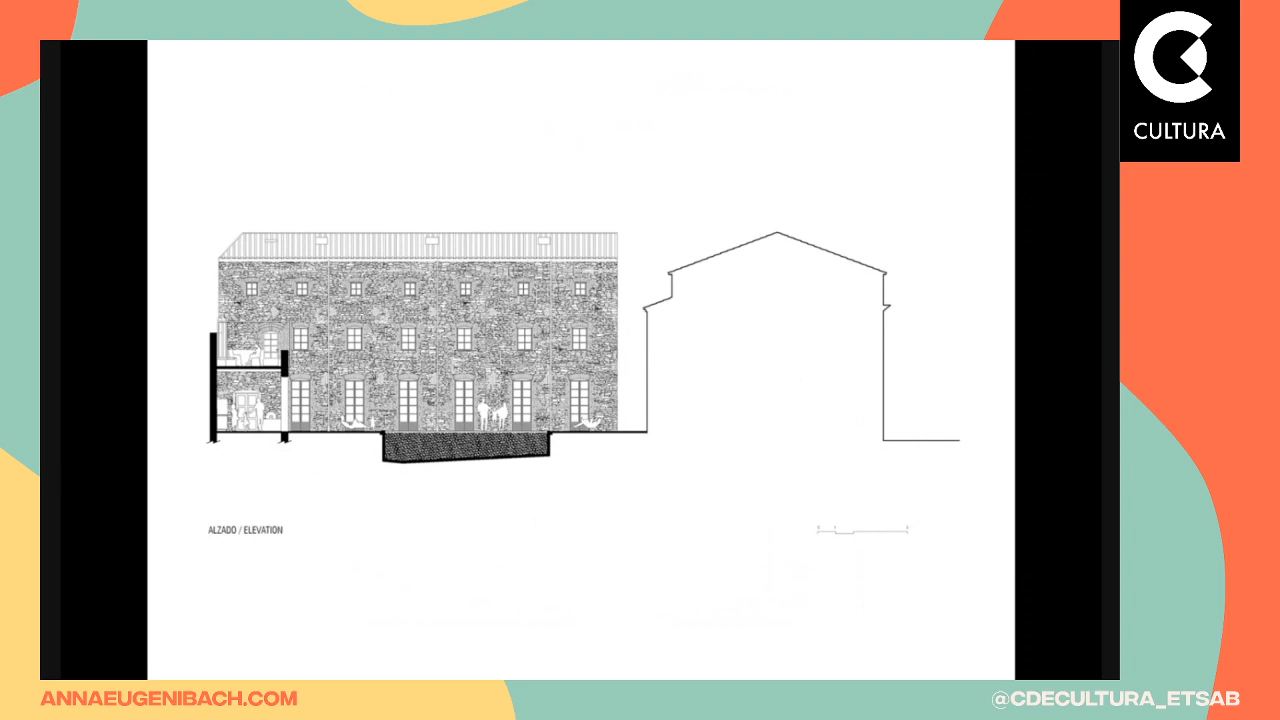 CULTURA
ALZADO / ELEVATION
ANNAEUGENIBACH.COM
@CDECULTURA_ETSAB